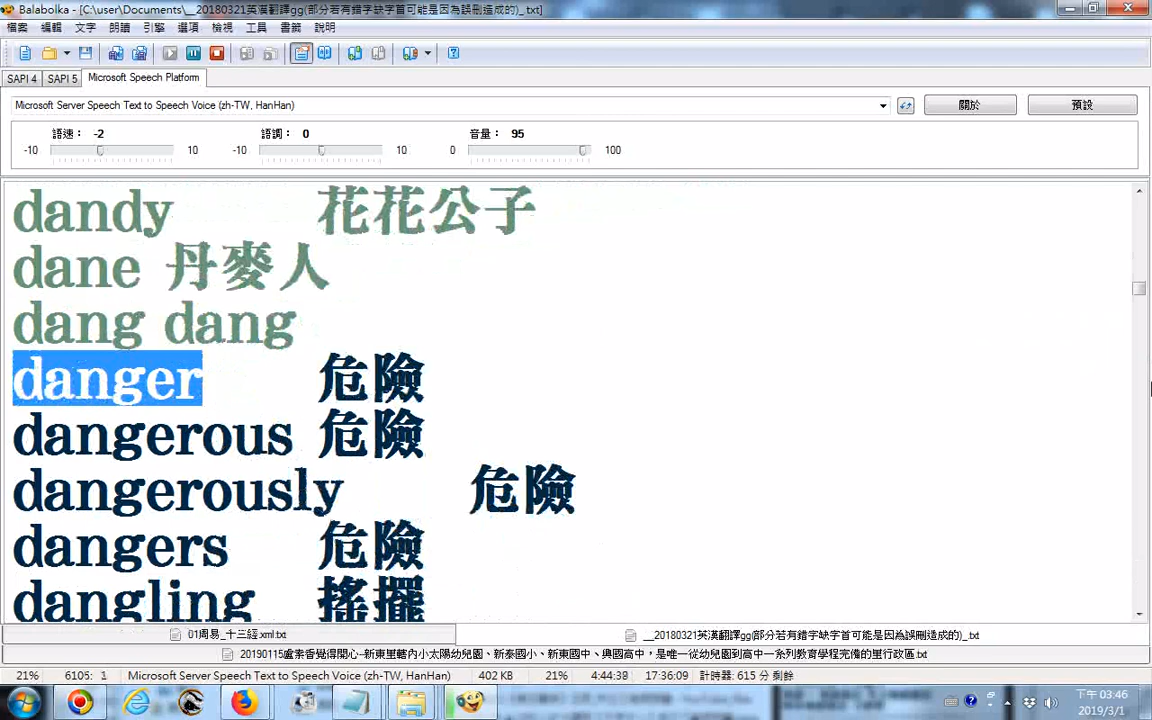 Balabolka - [C:\user\Documents\__20180321英漢翻譯gg(部分若有錯字缺字首可能是因為誤刪造成的)_.txt]
檔案 編輯 文字 朗讀 引擎 選項 檢視 工具 書籤 說明
SAPI 4 SAPI 5 Microsoft Speech Platform
Microsoft Server Speech Text to Speech Voice (zh-TW, HanHan) 關於 預設
語速： -2 語調： 0 音量： 95
-10 10 -10 10 0 100
dandy 花花公子
dane 丹麥人
dang dang
danger 危險
dangerous 危險
dangerously 危險
dangers 危險
dangling 搖擺
01周易_十三經.xml.txt __20180321英漢翻譯gg(部分若有錯字缺字首可能是因為誤刪造成的)_.txt
20190115盧素香覺得開心--新東里轄內小太陽幼兒園、新泰國小、新東國中、興國高中，是唯一從幼兒園到高中一系列教育學程完備的里行政區.txt
21% 6105: 1 Microsoft Server Speech Text to Speech Voice (zh-TW, HanHan) 402 KB 21% 4:44:38 17:36:09 計時器: 615 分 剩餘
下午 03:46
2019/3/1